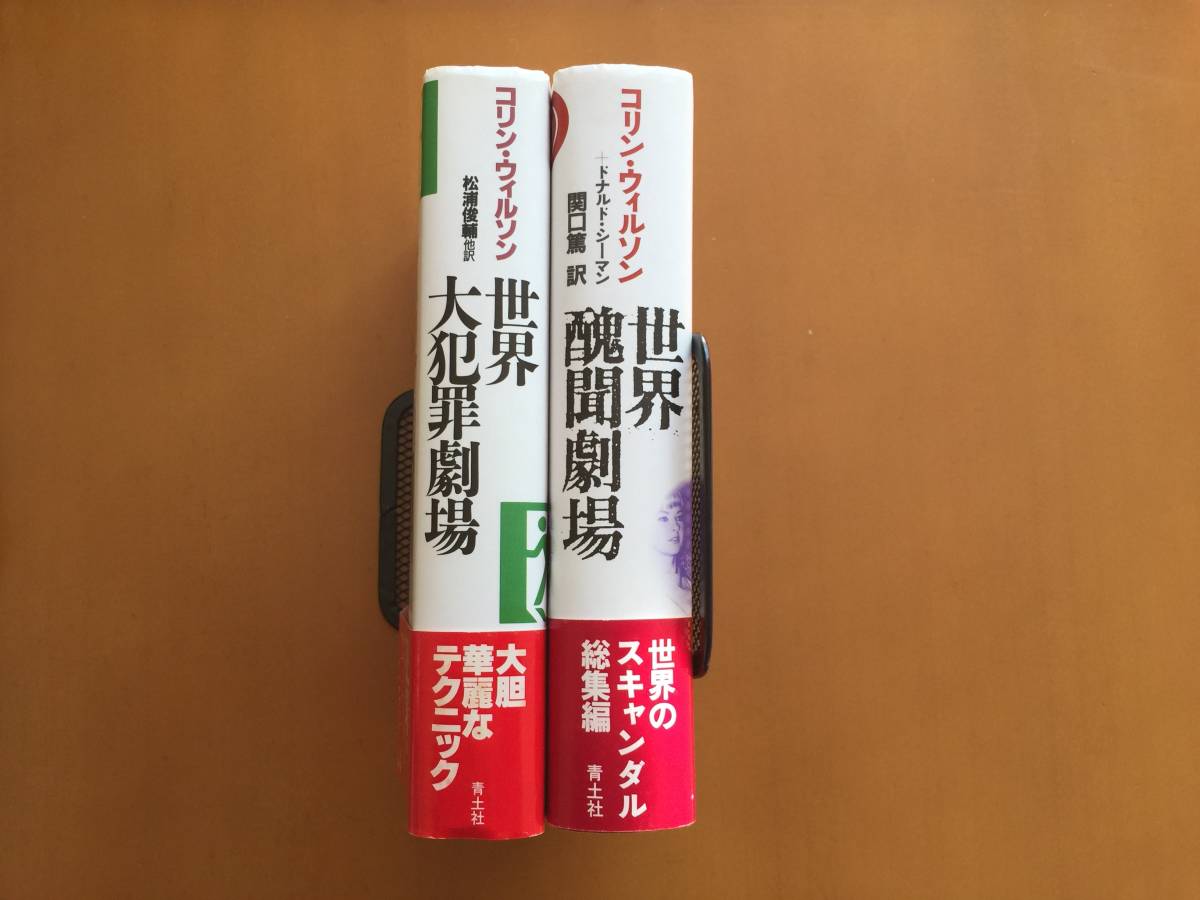 コリン・ウィルソン
松浦俊輔他訳
世界
大犯罪劇場
大胆
華麗な
テクニック
青土社
コリン・ウィルソン
＋ドナルド・シーマン
関口篤 訳
世界
醜聞劇場
世界の
スキャンダル
総集編
青土社